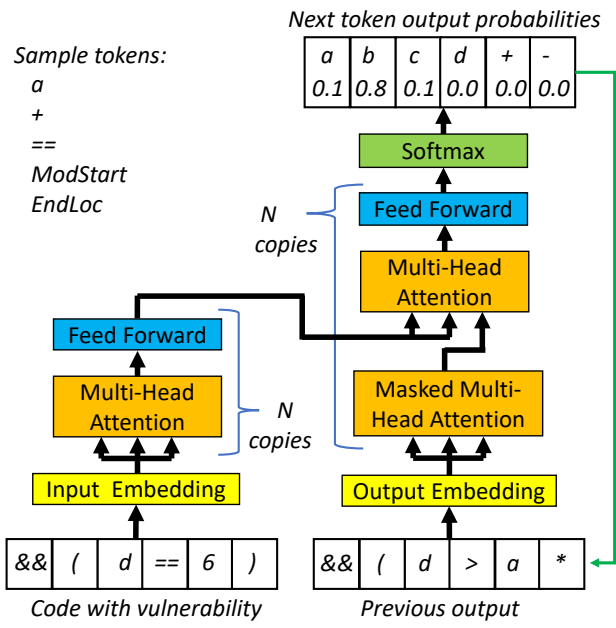 Next token output probabilities
Sample tokens:
a
+
==
ModStart
EndLoc
a b c d + -
0.1 0.8 0.1 0.0 0.0 0.0
Softmax
Feed Forward
Multi-Head
Attention
N
copies
Feed Forward
Multi-Head
Attention
N
copies
Masked Multi-
Head Attention
Input Embedding
Output Embedding
&& ( d == 6 )
&& ( d > a *
Code with vulnerability
Previous output